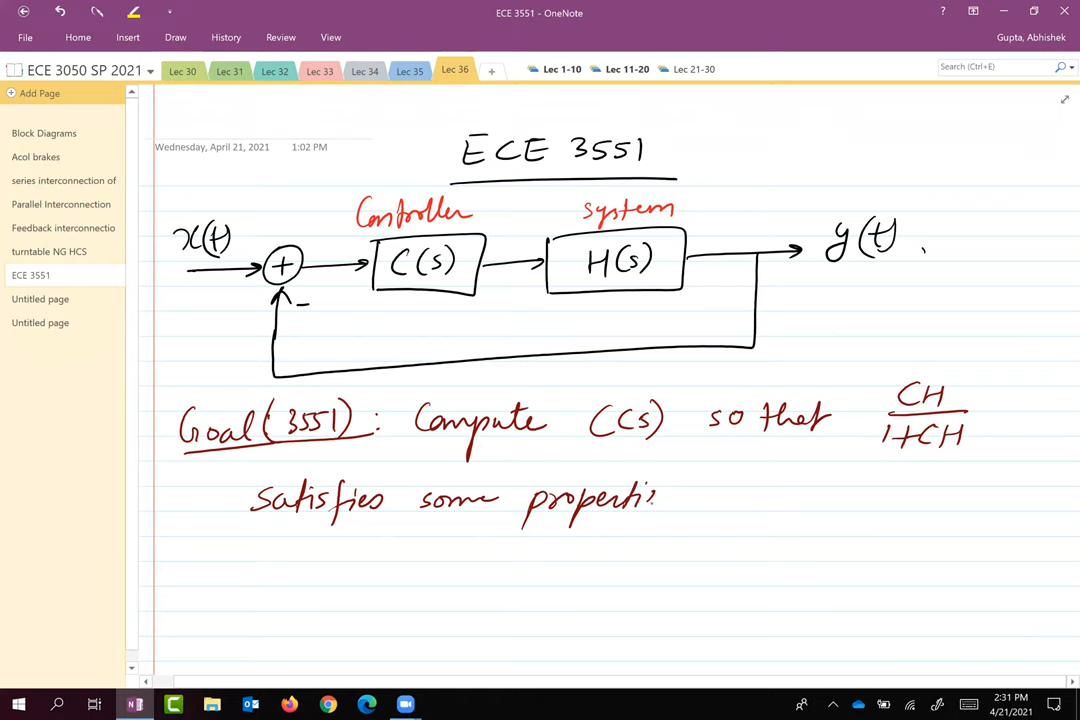 ECE 3551 - OneNote
?
File
Home
Insert
Draw
History
Review
View
Gupta, Abhishek
ECE 3050 SP 2021
Lec 30
Lec 31
Lec 32
Lec 33
Lec 34
Lec 35
Lec 36
+
Lec 1-10
Lec 11-20
Lec 21-30
Search (Ctrl+E)
Add Page
Block Diagrams
Acol brakes
series interconnection of
Parallel Interconnection
Feedback interconnectio
turntable NG HCS
ECE 3551
Untitled page
Untitled page
Wednesday, April 21, 2021 1:02 PM
ECE 3551
Controller
system
x(t)
+
C(s)
H(s)
y(t).
-
Goal (3551): Compute C(s) so that CH
1+CH
satisfies some properti
2:31 PM
4/21/2021